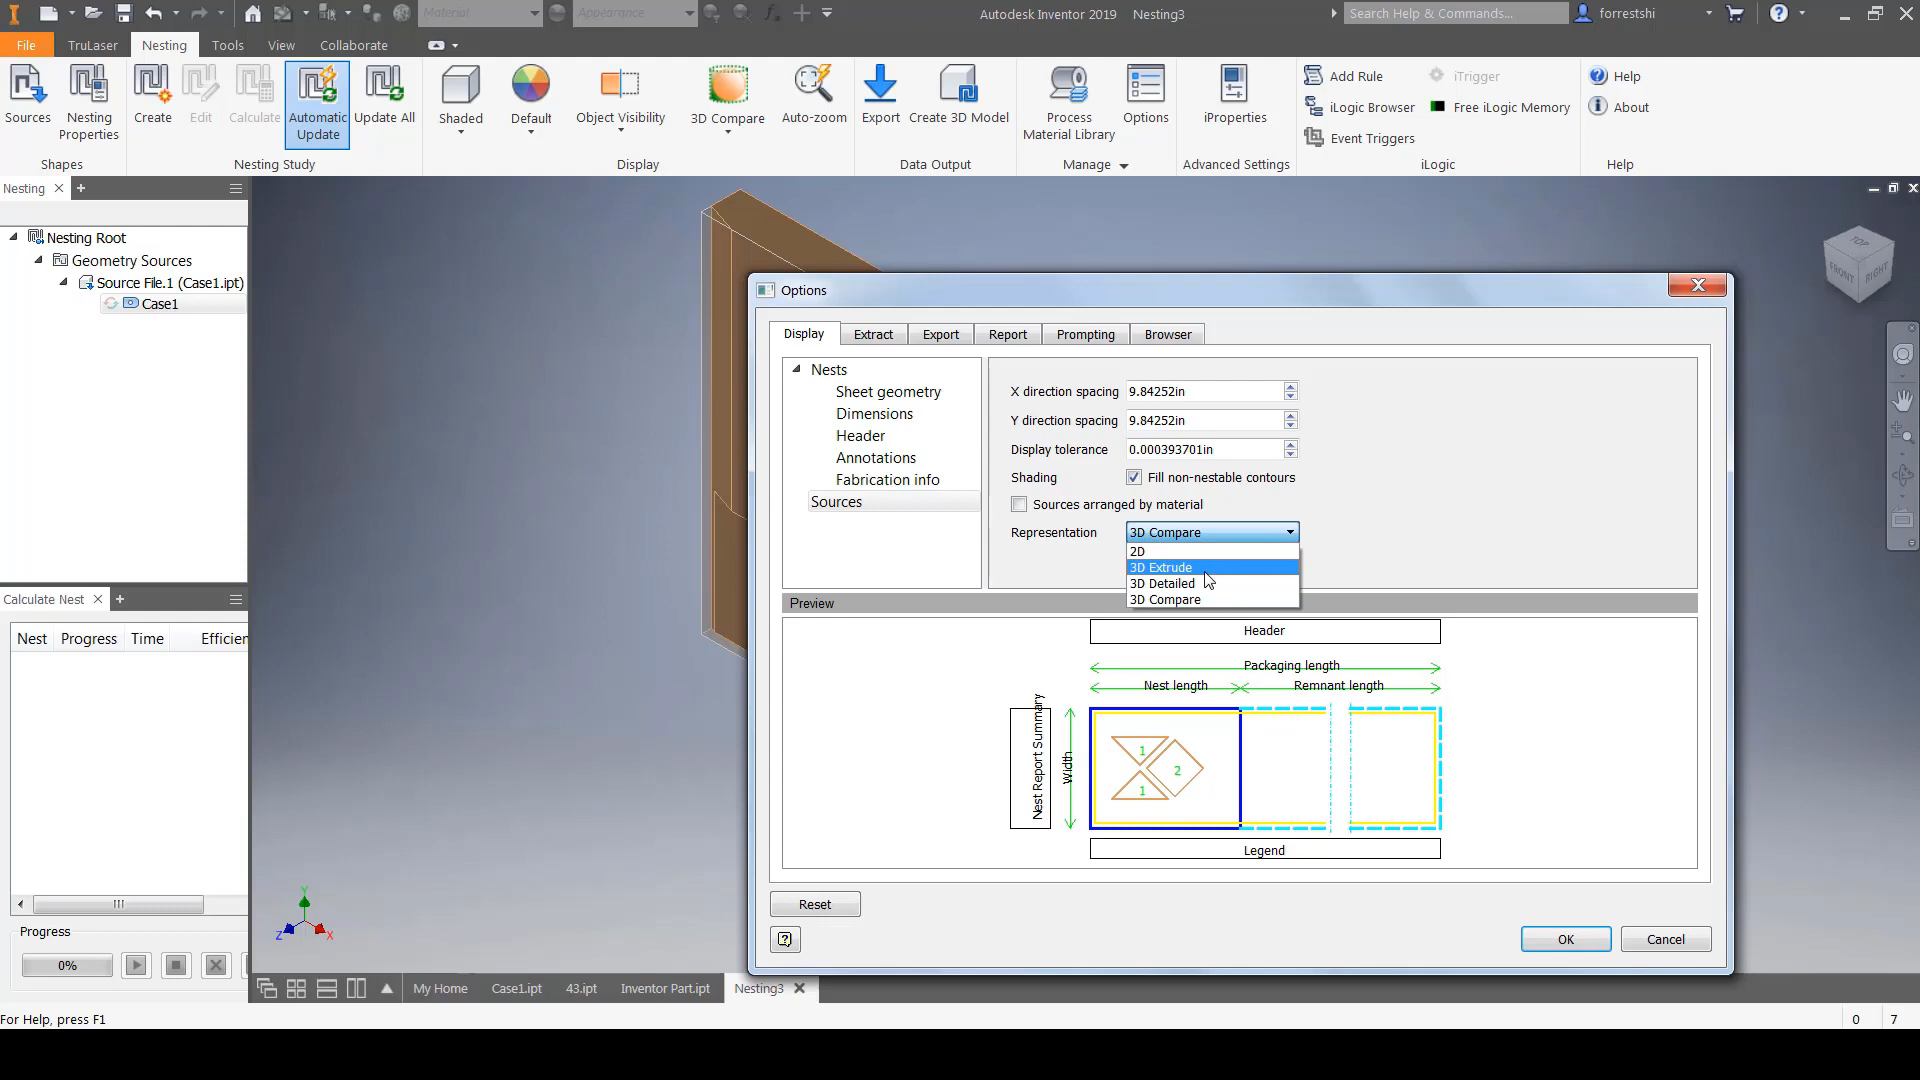 Material
Appearance
Autodesk Inventor 2019 Nesting3
Search Help & Commands...
forrestshi
File TruLaser Nesting Tools View Collaborate
Sources
Nesting Properties
Create
Edit
Calculate
Automatic Update
Update All
Shaded
Default
Object Visibility
3D Compare
Auto-zoom
Export
Create 3D Model
Process Material Library
Options
iProperties
Add Rule
iTrigger
iLogic Browser
Free iLogic Memory
Event Triggers
Help
About
Shapes
Nesting Study
Display
Data Output
Manage
Advanced Settings
iLogic
Help
Nesting
Nesting Root
Geometry Sources
Source File.1 (Case1.ipt)
Case1
TOP
FRONT
RIGHT
Options
Display Extract Export Report Prompting Browser
Nests
Sheet geometry
Dimensions
Header
Annotations
Fabrication info
Sources
X direction spacing 9.84252in
Y direction spacing 9.84252in
Display tolerance 0.000393701in
Shading Fill non-nestable contours
Sources arranged by material
Representation 3D Compare
2D
3D Extrude
3D Detailed
3D Compare
Preview
Header
Packaging length
Nest length Remnant length
Nest Report Summary
Width
1
2
1
Legend
Reset
OK Cancel
Calculate Nest
Nest Progress Time Efficien
Progress
0%
Y
Z
X
My Home Case1.ipt 43.ipt Inventor Part.ipt Nesting3
For Help, press F1
0 7